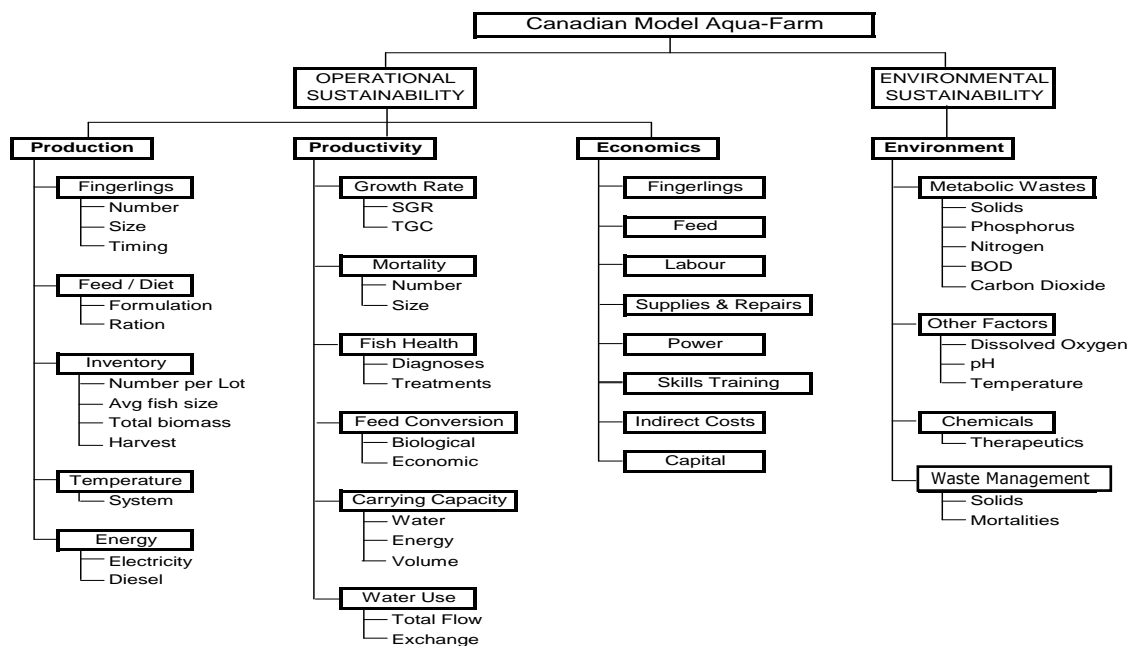 Canadian Model Aqua-Farm
OPERATIONAL
SUSTAINABILITY
ENVIRONMENTAL
SUSTAINABILITY
Production
Fingerlings
Number
Size
Timing
Feed / Diet
Formulation
Ration
Inventory
Number per Lot
Avg fish size
Total biomass
Harvest
Temperature
System
Energy
Electricity
Diesel
Productivity
Growth Rate
SGR
TGC
Mortality
Number
Size
Fish Health
Diagnoses
Treatments
Feed Conversion
Biological
Economic
Carrying Capacity
Water
Energy
Volume
Water Use
Total Flow
Exchange
Economics
Fingerlings
Feed
Labour
Supplies & Repairs
Power
Skills Training
Indirect Costs
Capital
Environment
Metabolic Wastes
Solids
Phosphorus
Nitrogen
BOD
Carbon Dioxide
Other Factors
Dissolved Oxygen
pH
Temperature
Chemicals
Therapeutics
Waste Management
Solids
Mortalities